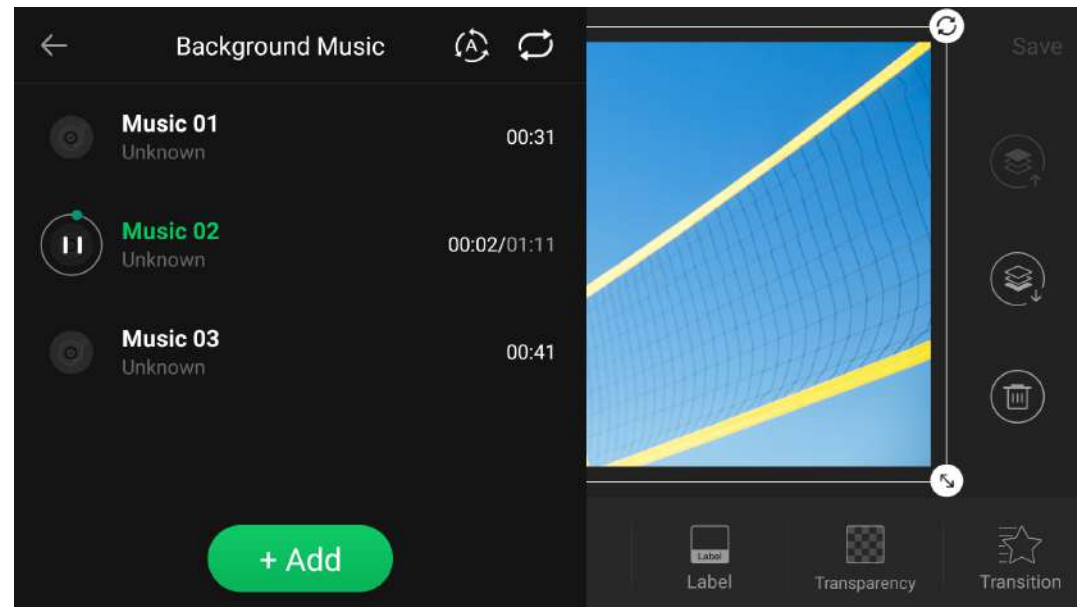 Background Music
A
Save
Music 01
Unknown
00:31
Music 02
Unknown
00:02/01:11
Music 03
Unknown
00:41
+ Add
Label
Label
Transparency
Transition